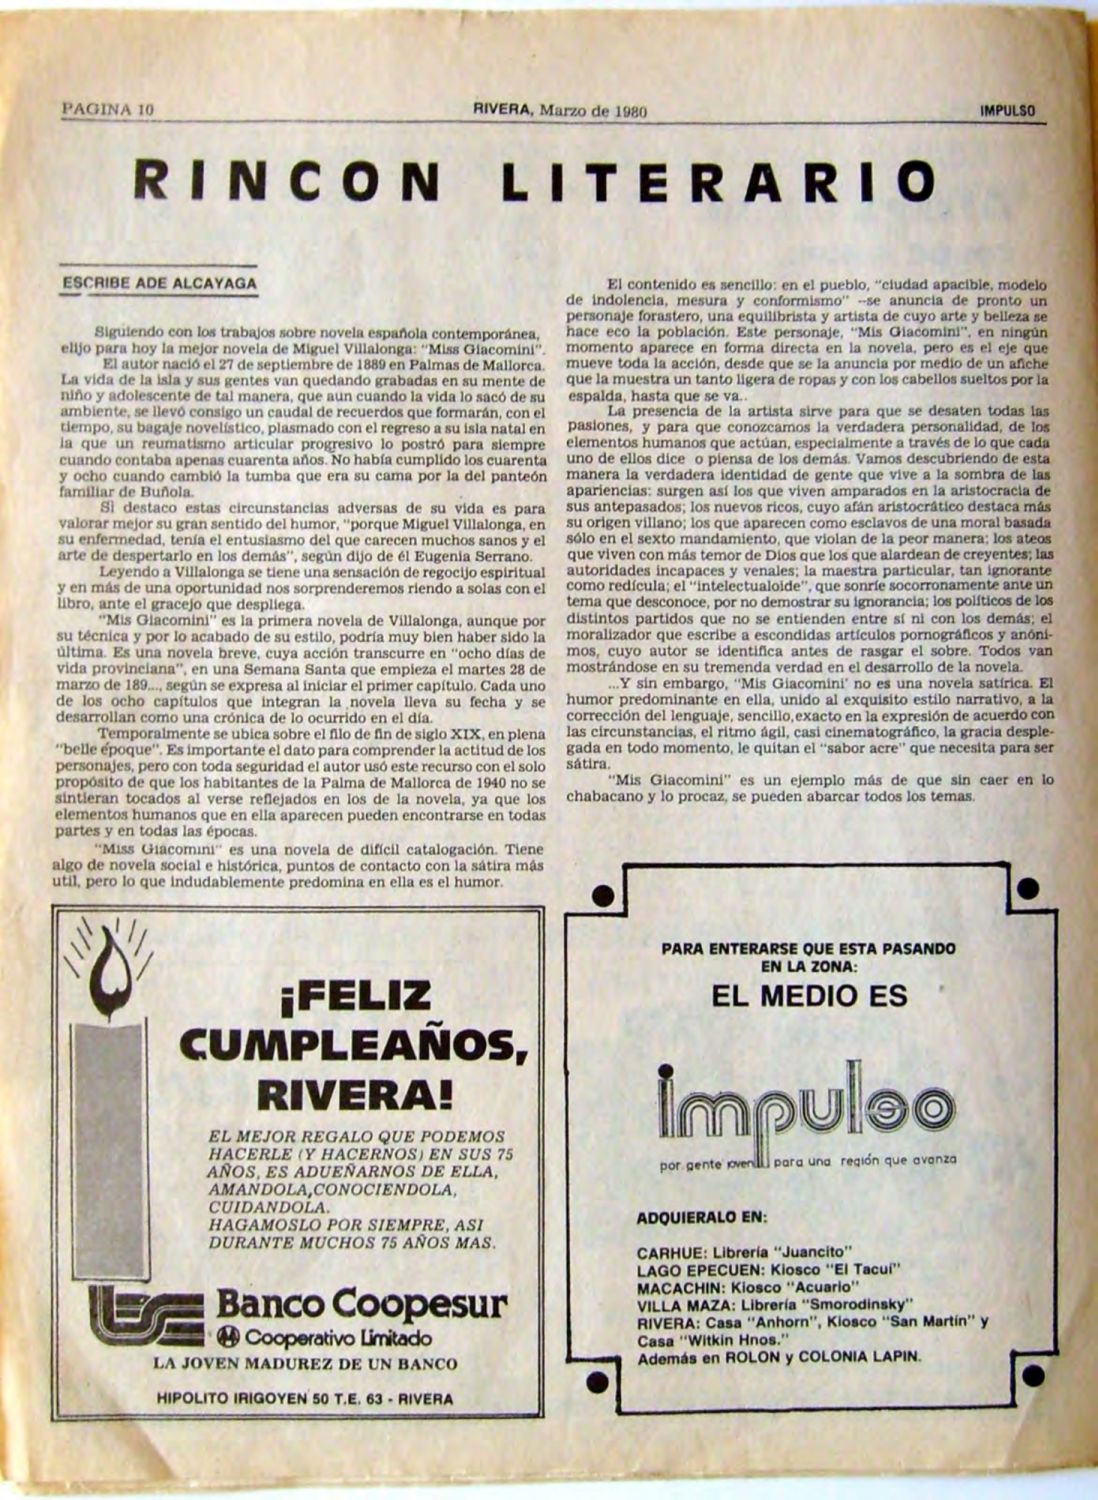 PAGINA 10
RIVERA, Marzo de 1980
IMPULSO
RINCON LITERARIO
ESCRIBE ADE ALCAYAGA
Siguiendo con los trabajos sobre novela española contemporánea,
elijo para hoy la mejor novela de Miguel Villalonga: "Miss Giacomini".
El autor nació el 27 de septiembre de 1889 en Palmas de Mallorca.
La vida de la isla y sus gentes van quedando grabadas en su mente de
niño y adolescente de tal manera, que aun cuando la vida lo sacó de su
ambiente, se llevó consigo un caudal de recuerdos que formarán, con el
tiempo, su bagaje novelístico, plasmado con el regreso a su isla natal en
la que un reumatismo articular progresivo lo postró para siempre
cuando contaba apenas cuarenta años. No había cumplido los cuarenta
y ocho cuando cambió la tumba que era su cama por la del panteón
familiar de Buñola.
Si destaco estas circunstancias adversas de su vida es para
valorar mejor su gran sentido del humor, "porque Miguel Villalonga, en
su enfermedad, tenía el entusiasmo del que carecen muchos sanos y el
arte de despertarlo en los demás", según dijo de él Eugenia Serrano.
Leyendo a Villalonga se tiene una sensación de regocijo espiritual
y en más de una oportunidad nos sorprenderemos riendo a solas con el
libro, ante el gracejo que despliega.
"Mis Giacomini" es la primera novela de Villalonga, aunque por
su técnica y por lo acabado de su estilo, podría muy bien haber sido la
última. Es una novela breve, cuya acción transcurre en "ocho días de
vida provinciana", en una Semana Santa que empieza el martes 28 de
marzo de 189..., según se expresa al iniciar el primer capítulo. Cada uno
de los ocho capítulos que integran la novela lleva su fecha y se
desarrollan como una crónica de lo ocurrido en el día.
Temporalmente se ubica sobre el filo de fin de siglo XIX, en plena
"belle époque". Es importante el dato para comprender la actitud de los
personajes, pero con toda seguridad el autor usó este recurso con el solo
propósito de que los habitantes de la Palma de Mallorca de 1940 no se
sintieran tocados al verse reflejados en los de la novela, ya que los
elementos humanos que en ella aparecen pueden encontrarse en todas
partes y en todas las épocas.
"Miss Giacomini" es una novela de difícil catalogación. Tiene
algo de novela social e histórica, puntos de contacto con la sátira más
util, pero lo que indudablemente predomina en ella es el humor.
El contenido es sencillo: en el pueblo, "ciudad apacible, modelo
de indolencia, mesura y conformismo" --se anuncia de pronto un
personaje forastero, una equilibrista y artista de cuyo arte y belleza se
hace eco la población. Este personaje, "Mis Giacomini", en ningún
momento aparece en forma directa en la novela, pero es el eje que
mueve toda la acción, desde que se la anuncia por medio de un afiche
que la muestra un tanto ligera de ropas y con los cabellos sueltos por la
espalda, hasta que se va..
La presencia de la artista sirve para que se desaten todas las
pasiones, y para que conozcamos la verdadera personalidad, de los
elementos humanos que actúan, especialmente a través de lo que cada
uno de ellos dice o piensa de los demás. Vamos descubriendo de esta
manera la verdadera identidad de gente que vive a la sombra de las
apariencias: surgen así los que viven amparados en la aristocracia de
sus antepasados; los nuevos ricos, cuyo afán aristocrático destaca más
su origen villano; los que aparecen como esclavos de una moral basada
sólo en el sexto mandamiento, que violan de la peor manera; los ateos
que viven con más temor de Dios que los que alardean de creyentes; las
autoridades incapaces y venales; la maestra particular, tan ignorante
como redícula; el "intelectualoide", que sonríe socorronamente ante un
tema que desconoce, por no demostrar su ignorancia; los políticos de los
distintos partidos que no se entienden entre sí ni con los demás; el
moralizador que escribe a escondidas artículos pornográficos y anóni-
mos, cuyo autor se identifica antes de rasgar el sobre. Todos van
mostrándose en su tremenda verdad en el desarrollo de la novela.
...Y sin embargo, "Mis Giacomini' no es una novela satírica. El
humor predominante en ella, unido al exquisito estilo narrativo, a la
corrección del lenguaje, sencillo,exacto en la expresión de acuerdo con
las circunstancias, el ritmo ágil, casi cinematográfico, la gracia desple-
gada en todo momento, le quitan el "sabor acre" que necesita para ser
sátira.
"Mis Giacomini" es un ejemplo más de que sin caer en lo
chabacano y lo procaz, se pueden abarcar todos los temas.
¡FELIZ
CUMPLEAÑOS,
RIVERA!
EL MEJOR REGALO QUE PODEMOS
HACERLE (Y HACERNOS) EN SUS 75
AÑOS, ES ADUEÑARNOS DE ELLA,
AMANDOLA,CONOCIENDOLA,
CUIDANDOLA.
HAGAMOSLO POR SIEMPRE, ASI
DURANTE MUCHOS 75 AÑOS MAS.
Banco Coopesur
Cooperativo Limitado
LA JOVEN MADUREZ DE UN BANCO
HIPOLITO IRIGOYEN 50 T.E. 63 - RIVERA
PARA ENTERARSE QUE ESTA PASANDO
EN LA ZONA:
EL MEDIO ES
impulso
por gente joven para una región que avanza
ADQUIERALO EN:
CARHUE: Librería "Juancito"
LAGO EPECUEN: Kiosco "El Tacuí"
MACACHIN: Kiosco "Acuario"
VILLA MAZA: Librería "Smorodinsky"
RIVERA: Casa "Anhorn", Kiosco "San Martín" y
Casa "Witkin Hnos."
Además en ROLON y COLONIA LAPIN.